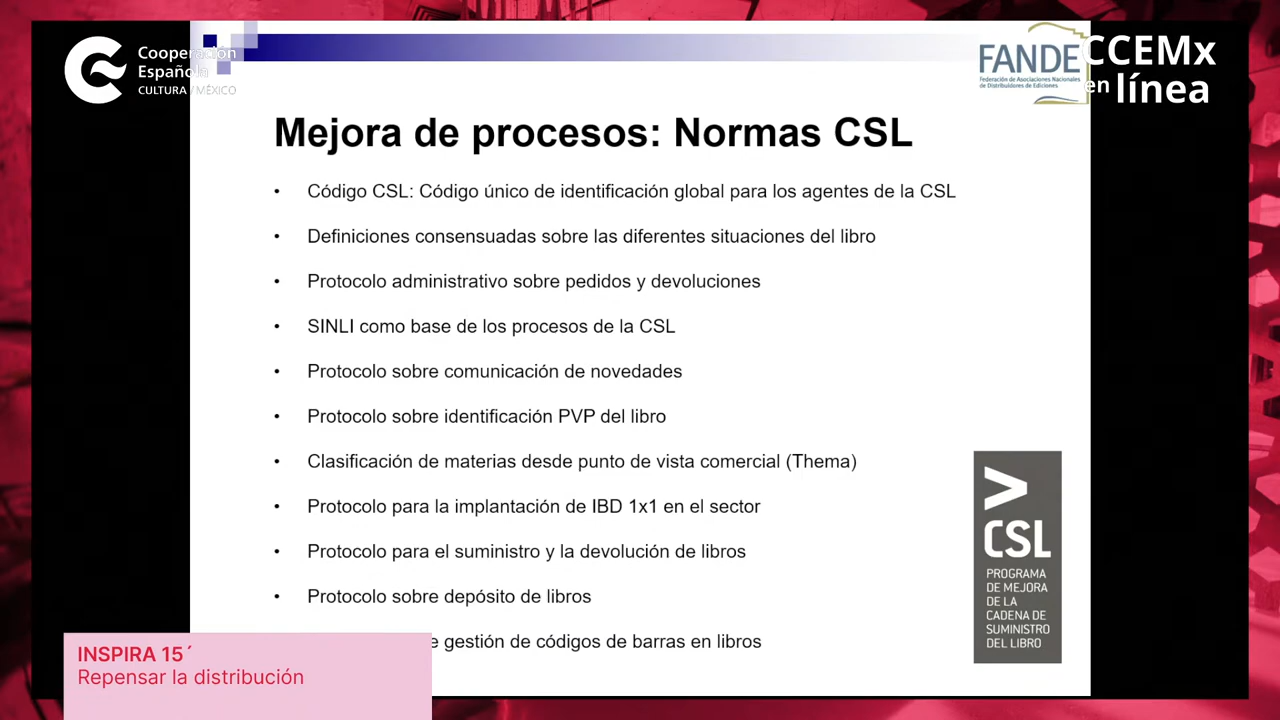 Cooperación
Española
CULTURA / MÉXICO
FANDE
Federación de Asociaciones Nacionales
de Distribuidores de Ediciones
CCEMx
en línea
Mejora de procesos: Normas CSL
• Código CSL: Código único de identificación global para los agentes de la CSL
• Definiciones consensuadas sobre las diferentes situaciones del libro
• Protocolo administrativo sobre pedidos y devoluciones
• SINLI como base de los procesos de la CSL
• Protocolo sobre comunicación de novedades
• Protocolo sobre identificación PVP del libro
• Clasificación de materias desde punto de vista comercial (Thema)
• Protocolo para la implantación de IBD 1x1 en el sector
• Protocolo para el suministro y la devolución de libros
• Protocolo sobre depósito de libros
gestión de códigos de barras en libros
> CSL
PROGRAMA
DE MEJORA
DE LA
CADENA DE
SUMINISTRO
DEL LIBRO
INSPIRA 15´
Repensar la distribución